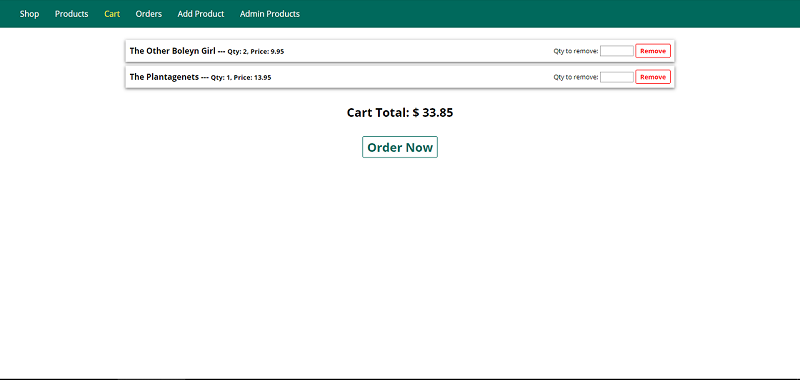 Shop Products Cart Orders Add Product Admin Products
The Other Boleyn Girl --- Qty: 2, Price: 9.95 Qty to remove: Remove
The Plantagenets --- Qty: 1, Price: 13.95 Qty to remove: Remove
Cart Total: $ 33.85
Order Now